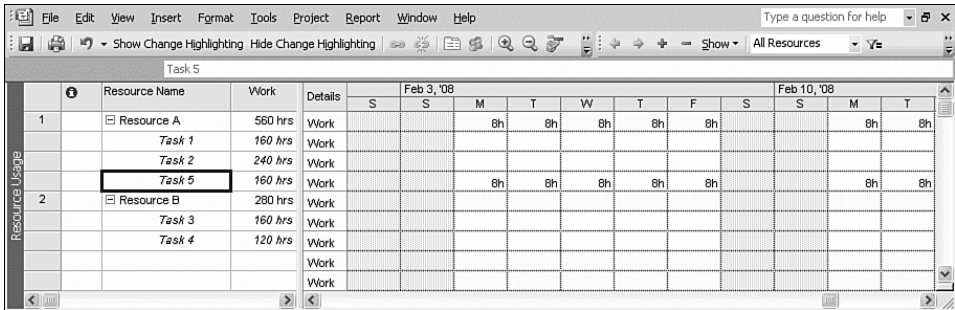 File Edit View Insert Format Tools Project Report Window Help Type a question for help
Show Change Highlighting Hide Change Highlighting Show All Resources
Task 5
Resource Name Work Details Feb 3, '08 Feb 10, '08
S S M T W T F S S M T
1 Resource A 560 hrs Work 8h 8h 8h 8h 8h 8h 8h
Task 1 160 hrs Work
Task 2 240 hrs Work
Task 5 160 hrs Work 8h 8h 8h 8h 8h 8h 8h
2 Resource B 280 hrs Work
Task 3 160 hrs Work
Task 4 120 hrs Work
Work
Work
Resource Usage